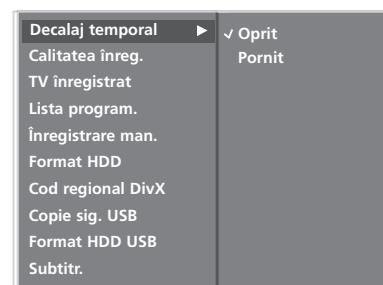 Decalaj temporal ▶
Calitatea înreg.
TV înregistrat
Lista program.
Înregistrare man.
Format HDD
Cod regional DivX
Copie sig. USB
Format HDD USB
Subtitr.
✓ Oprit
Pornit